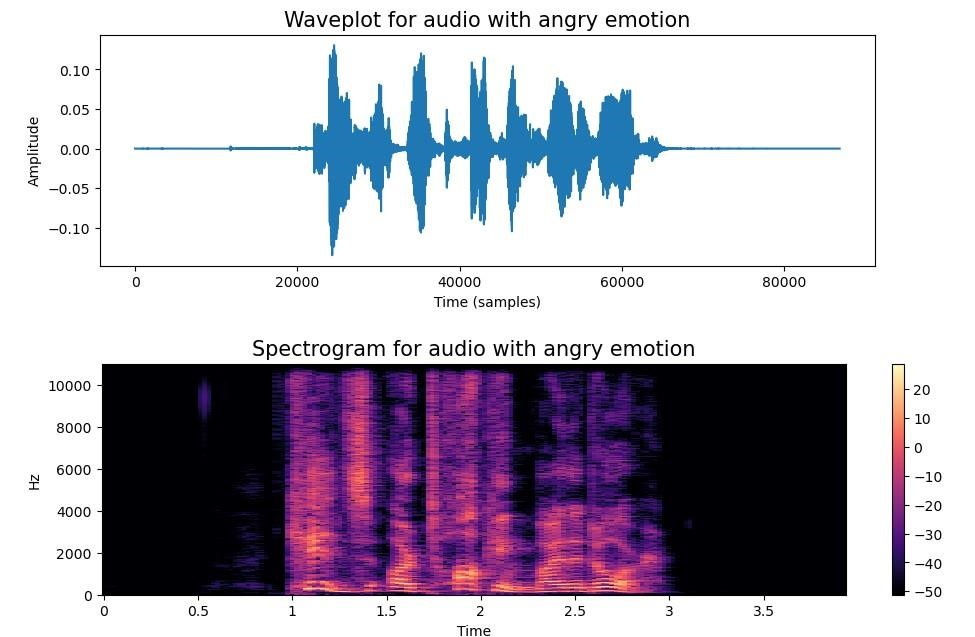 Waveplot for audio with angry emotion
0.10
0.05
0.00
−0.05
−0.10
Amplitude
0 20000 40000 60000 80000
Time (samples)
Spectrogram for audio with angry emotion
10000
8000
6000
4000
2000
0
Hz
0 0.5 1 1.5 2 2.5 3 3.5
Time
20
10
0
−10
−20
−30
−40
−50